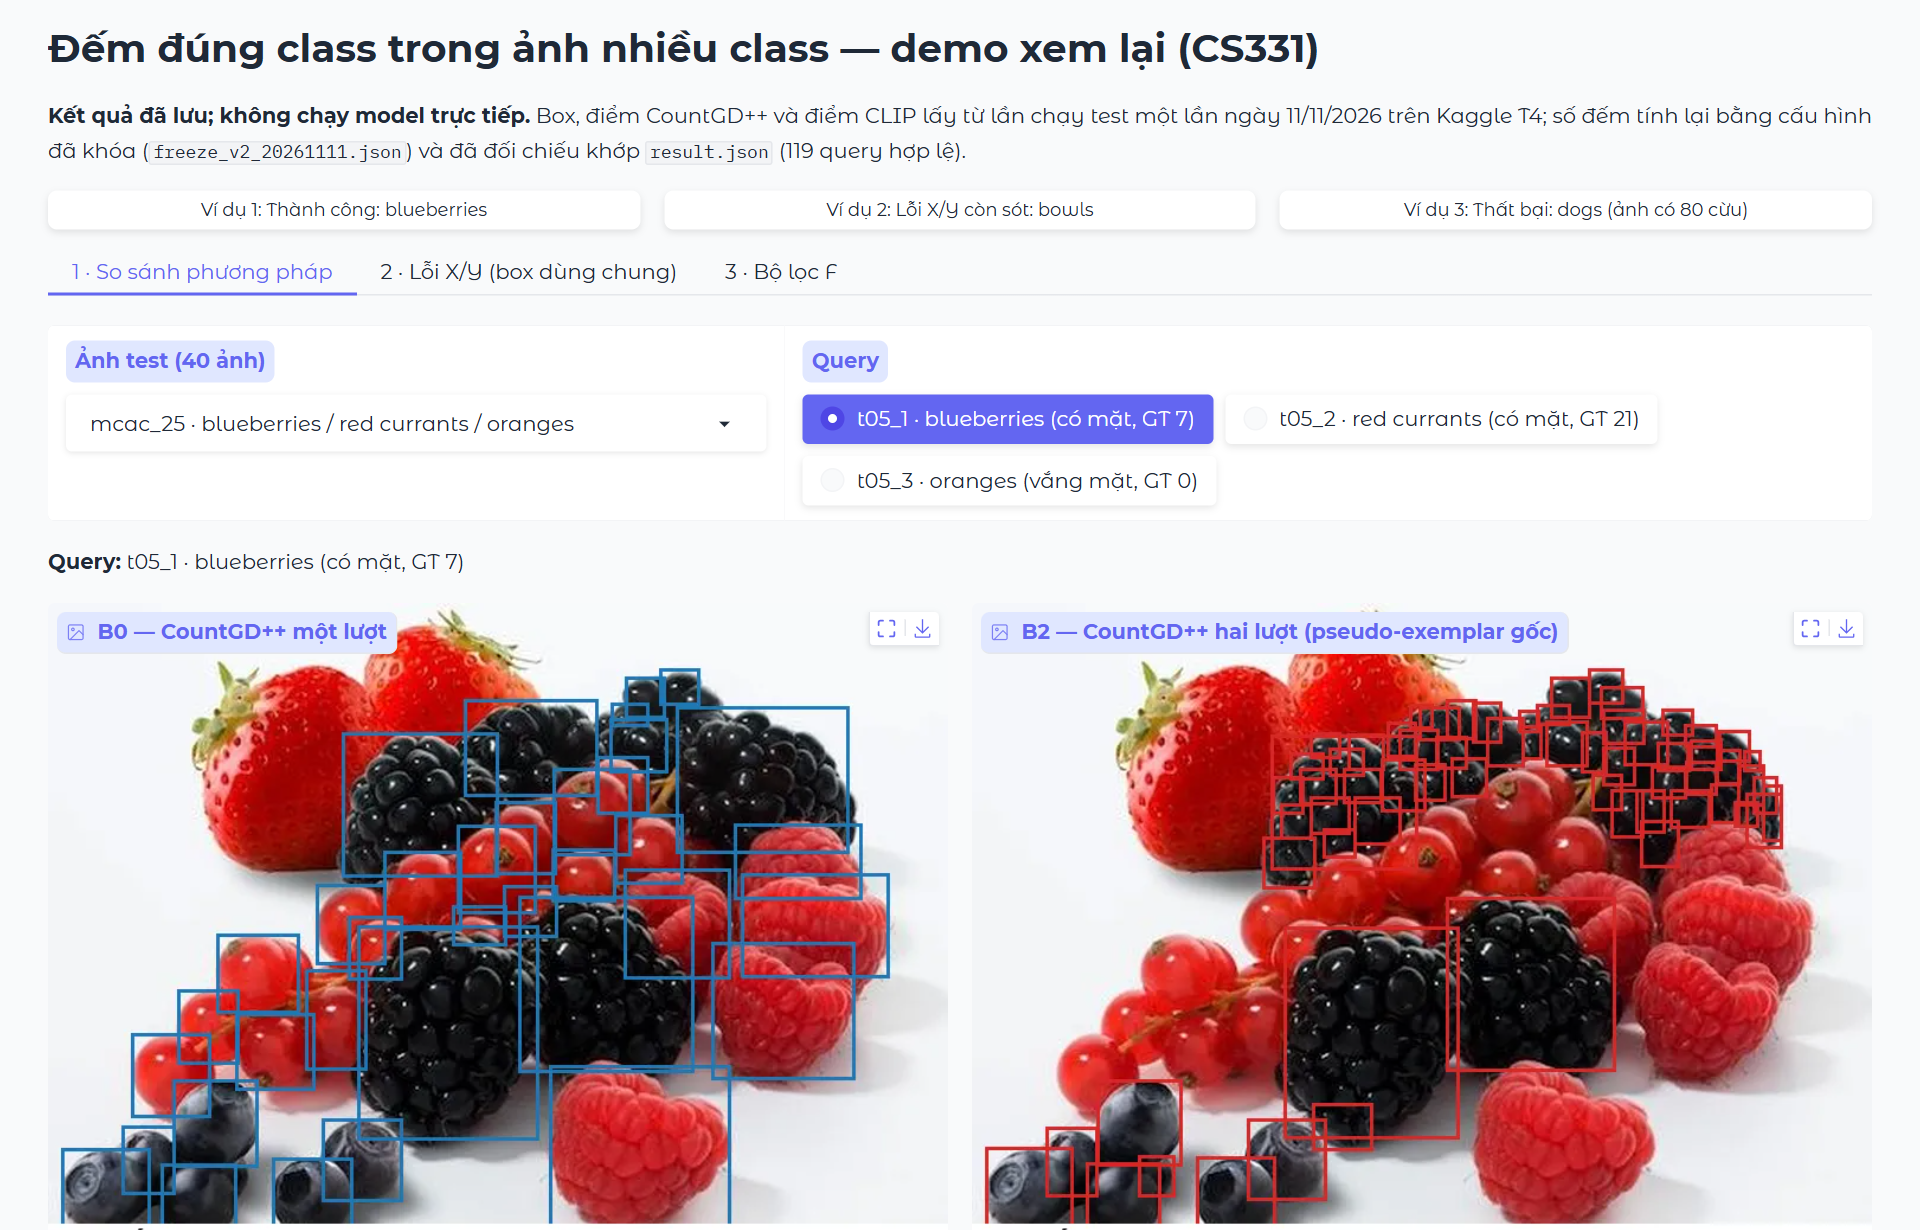 Đếm đúng class trong ảnh nhiều class — demo xem lại (CS331)
Kết quả đã lưu; không chạy model trực tiếp. Box, điểm CountGD++ và điểm CLIP lấy từ lần chạy test một lần ngày 11/11/2026 trên Kaggle T4; số đếm tính lại bằng cấu hình
đã khóa (freeze_v2_20261111.json) và đã đối chiếu khớp result.json (119 query hợp lệ).
Ví dụ 1: Thành công: blueberries
Ví dụ 2: Lỗi X/Y còn sót: bowls
Ví dụ 3: Thất bại: dogs (ảnh có 80 cừu)
1 · So sánh phương pháp
2 · Lỗi X/Y (box dùng chung)
3 · Bộ lọc F
Ảnh test (40 ảnh)
mcac_25 · blueberries / red currants / oranges
Query
t05_1 · blueberries (có mặt, GT 7)
t05_2 · red currants (có mặt, GT 21)
t05_3 · oranges (vắng mặt, GT 0)
Query: t05_1 · blueberries (có mặt, GT 7)
B0 — CountGD++ một lượt
B2 — CountGD++ hai lượt (pseudo-exemplar gốc)